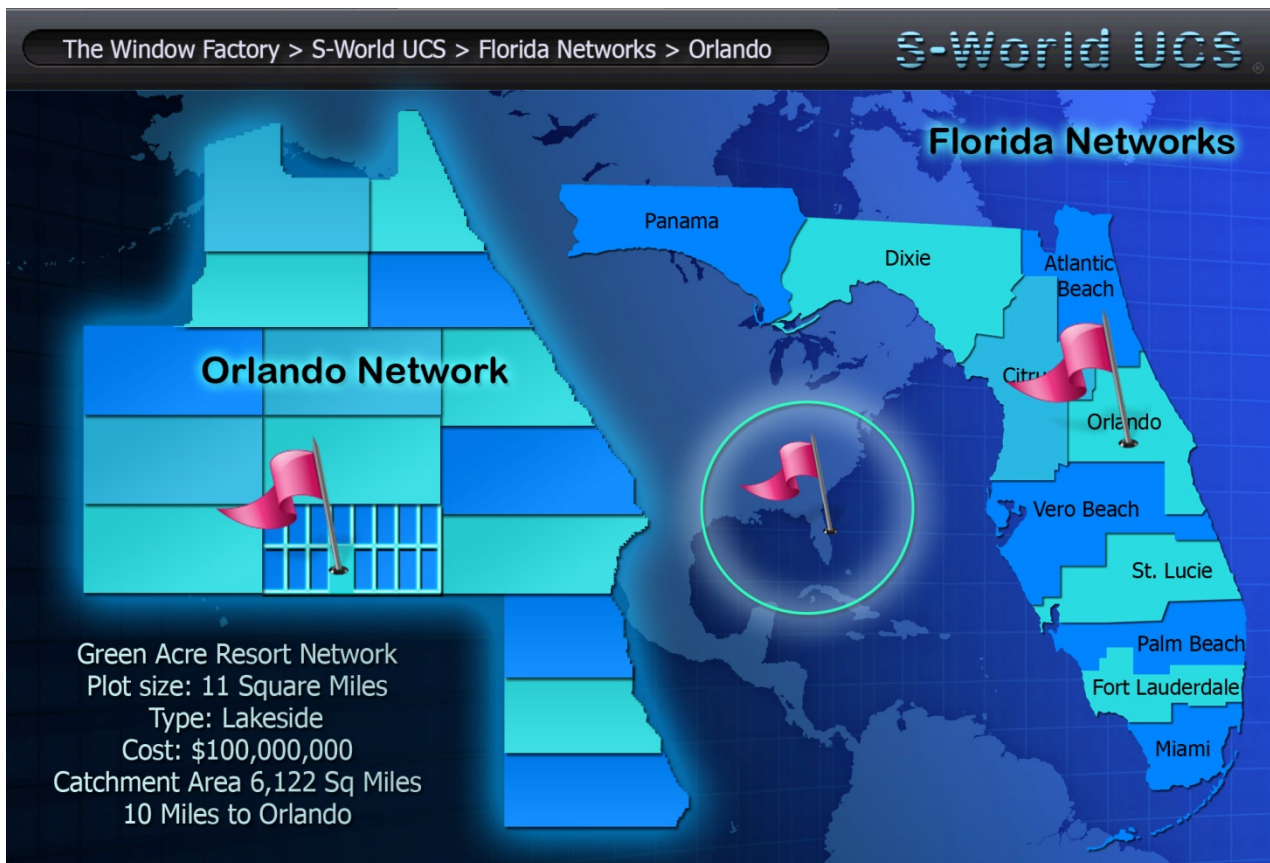 The Window Factory > S-World UCS > Florida Networks > Orlando
S-World UCS ®
Florida Networks
Panama
Dixie
Atlantic
Beach
Orlando Network
Orlando
Vero Beach
St. Lucie
Palm Beach
Fort Lauderdale
Miami
Green Acre Resort Network
Plot size: 11 Square Miles
Type: Lakeside
Cost: $100,000,000
Catchment Area 6,122 Sq Miles
10 Miles to Orlando